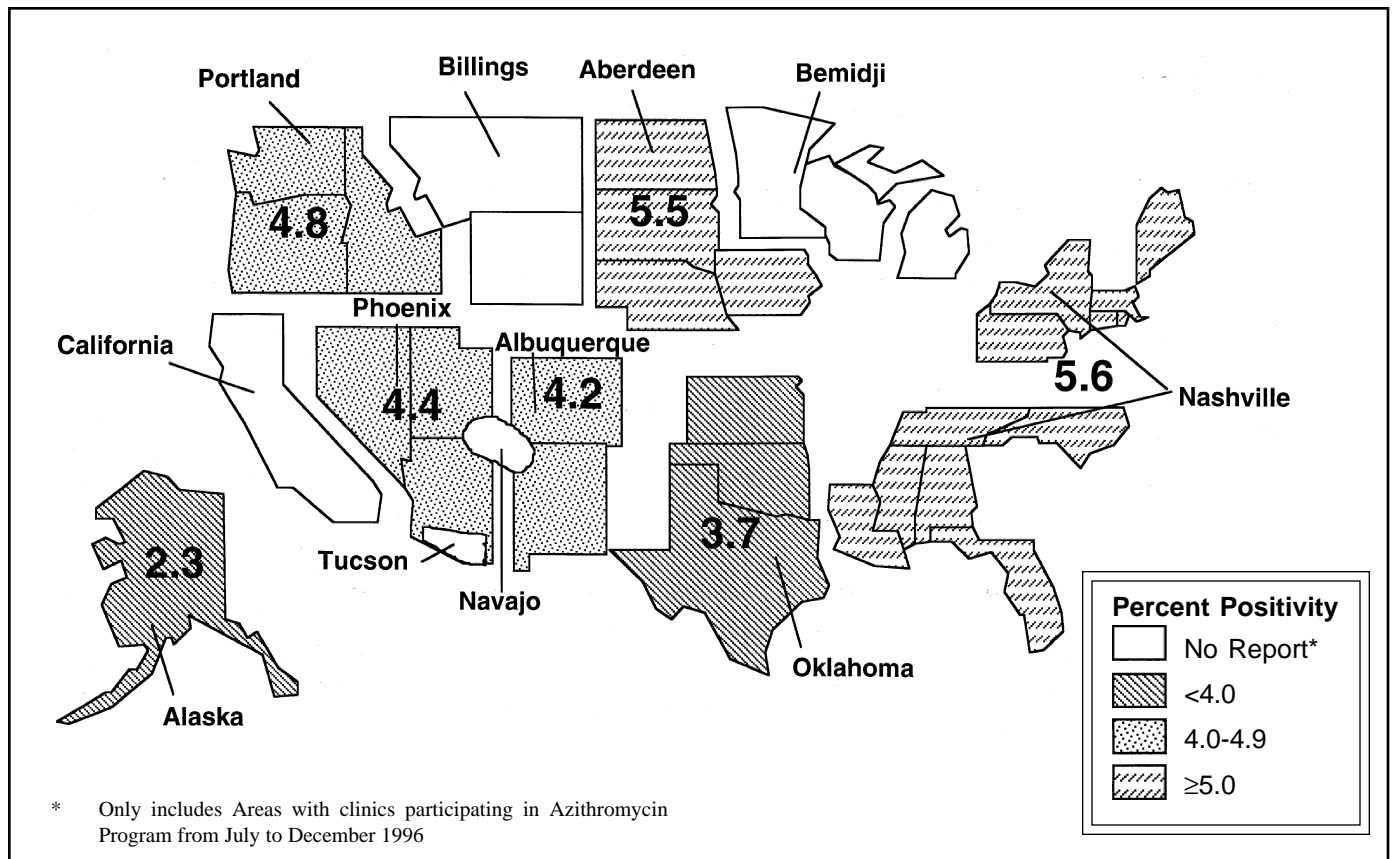 Portland
Billings
Aberdeen
Bemidji
4.8
5.5
Phoenix
California
Albuquerque
4.4
4.2
5.6
Nashville
2.3
3.7
Tucson
Navajo
Oklahoma
Alaska
Percent Positivity
No Report*
<4.0
4.0-4.9
≥5.0
* Only includes Areas with clinics participating in Azithromycin
Program from July to December 1996